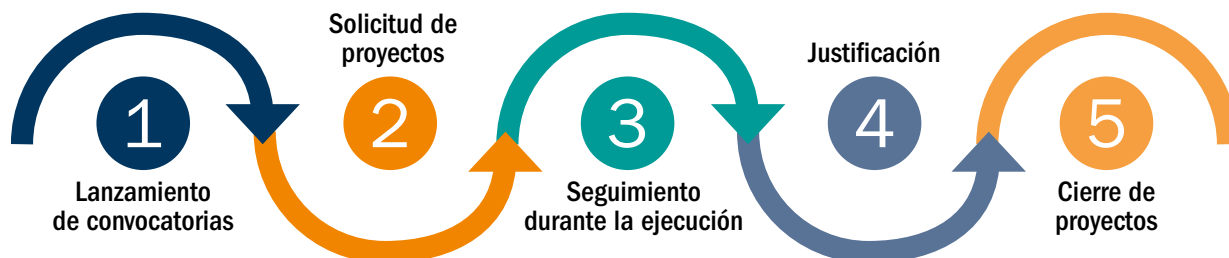 1
Lanzamiento
de convocatorias
Solicitud de
proyectos
2
3
Seguimiento
durante la ejecución
Justificación
4
5
Cierre de
proyectos